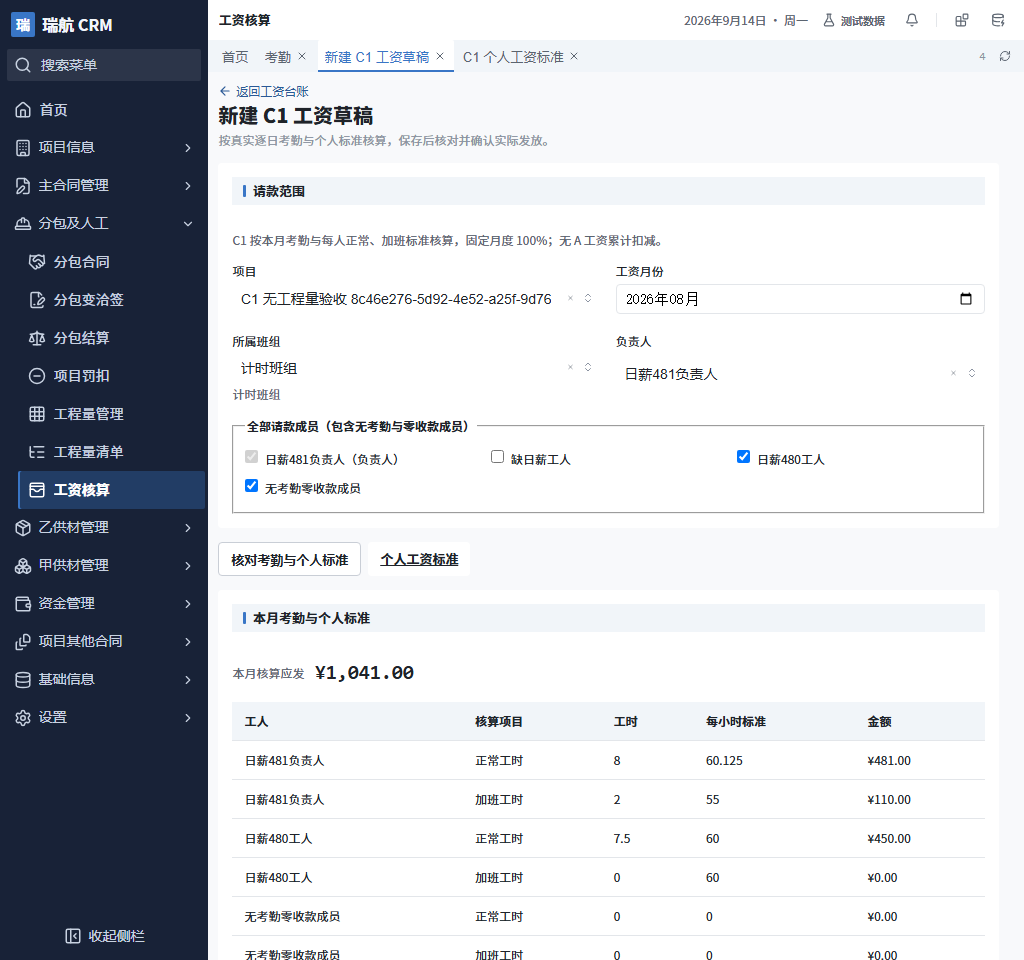 瑞 瑞航 CRM
搜索菜单
首页
项目信息
主合同管理
分包及人工
分包合同
分包变洽签
分包结算
项目罚扣
工程量管理
工程量清单
工资核算
乙供材管理
甲供材管理
资金管理
项目其他合同
基础信息
设置
收起侧栏
工资核算
2026年9月14日 · 周一 测试数据
首页 考勤 × 新建 C1 工资草稿 × C1 个人工资标准 × 4
← 返回工资台账
新建 C1 工资草稿
按真实逐日考勤与个人标准核算，保存后核对并确认实际发放。
请款范围
C1 按本月考勤与每人正常、加班标准核算，固定月度 100%；无 A 工资累计扣减。
项目 工资月份
C1 无工程量验收 8c46e276-5d92-4e52-a25f-9d76 × 2026年08月
所属班组 负责人
计时班组 × 日薪481负责人 ×
计时班组
全部请款成员（包含无考勤与零收款成员）
日薪481负责人（负责人） 缺日薪工人 日薪480工人
无考勤零收款成员
核对考勤与个人标准 个人工资标准
本月考勤与个人标准
本月核算应发 ¥1,041.00
工人 核算项目 工时 每小时标准 金额
日薪481负责人 正常工时 8 60.125 ¥481.00
日薪481负责人 加班工时 2 55 ¥110.00
日薪480工人 正常工时 7.5 60 ¥450.00
日薪480工人 加班工时 0 60 ¥0.00
无考勤零收款成员 正常工时 0 0 ¥0.00
无考勤零收款成员 加班工时 0 0 ¥0.00